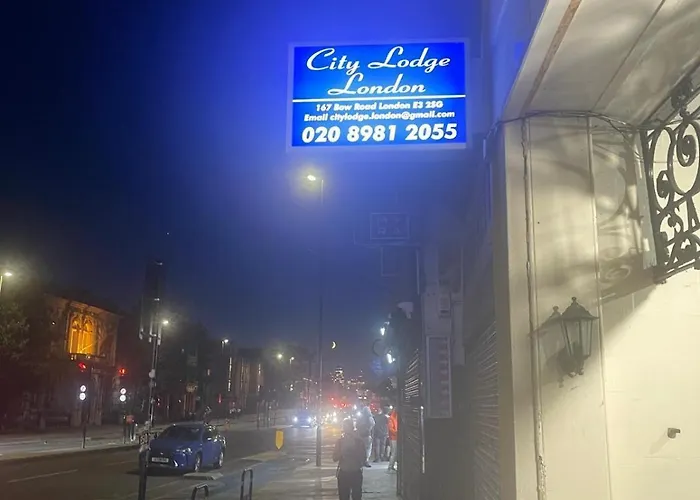 City Lodge
London
167 Bow Road London E3 2SG
Email citylodge.london@gmail.com
020 8981 2055